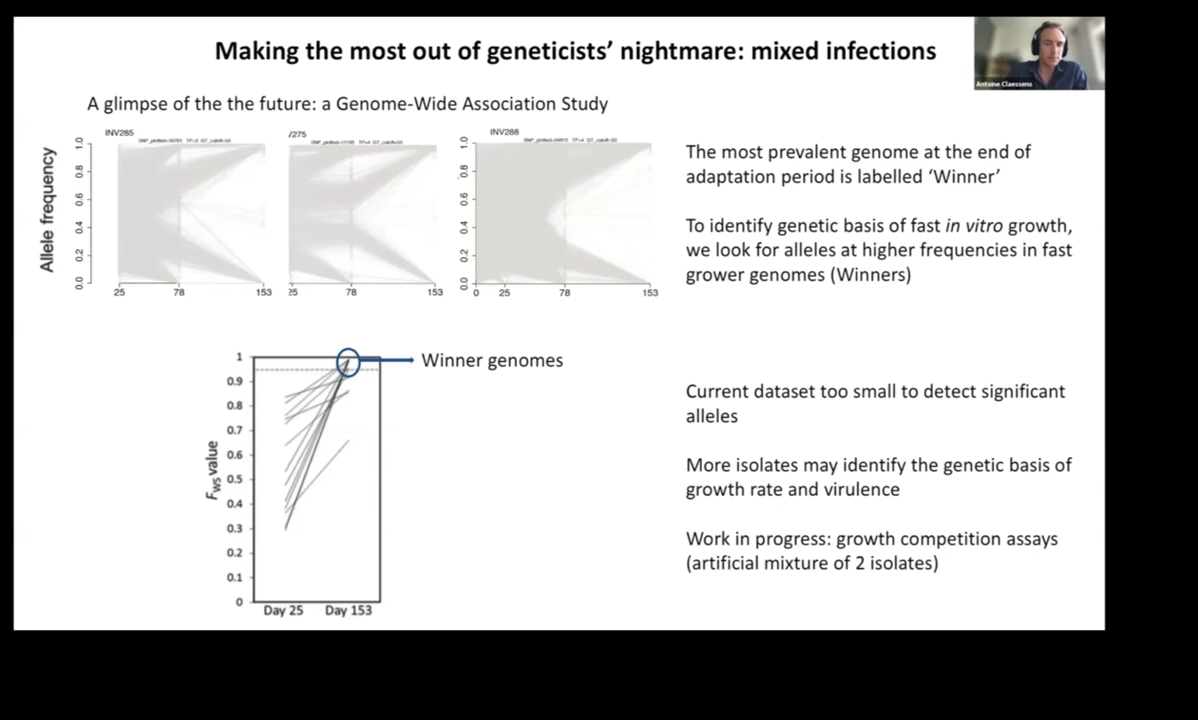 Making the most out of geneticists' nightmare: mixed infections
Antoine Claessens
A glimpse of the the future: a Genome-Wide Association Study
INV285
/275
INV288
Allele frequency
0.0 0.2 0.4 0.6 0.8 1.0
25 78 153
25 78 153
0.0 0.2 0.4 0.6 0.8 1.0
0 25 78 153
The most prevalent genome at the end of
adaptation period is labelled 'Winner'
To identify genetic basis of fast in vitro growth,
we look for alleles at higher frequencies in fast
grower genomes (Winners)
Winner genomes
FWS value
1
0.9
0.8
0.7
0.6
0.5
0.4
0.3
0.2
0.1
0
Day 25 Day 153
Current dataset too small to detect significant
alleles
More isolates may identify the genetic basis of
growth rate and virulence
Work in progress: growth competition assays
(artificial mixture of 2 isolates)